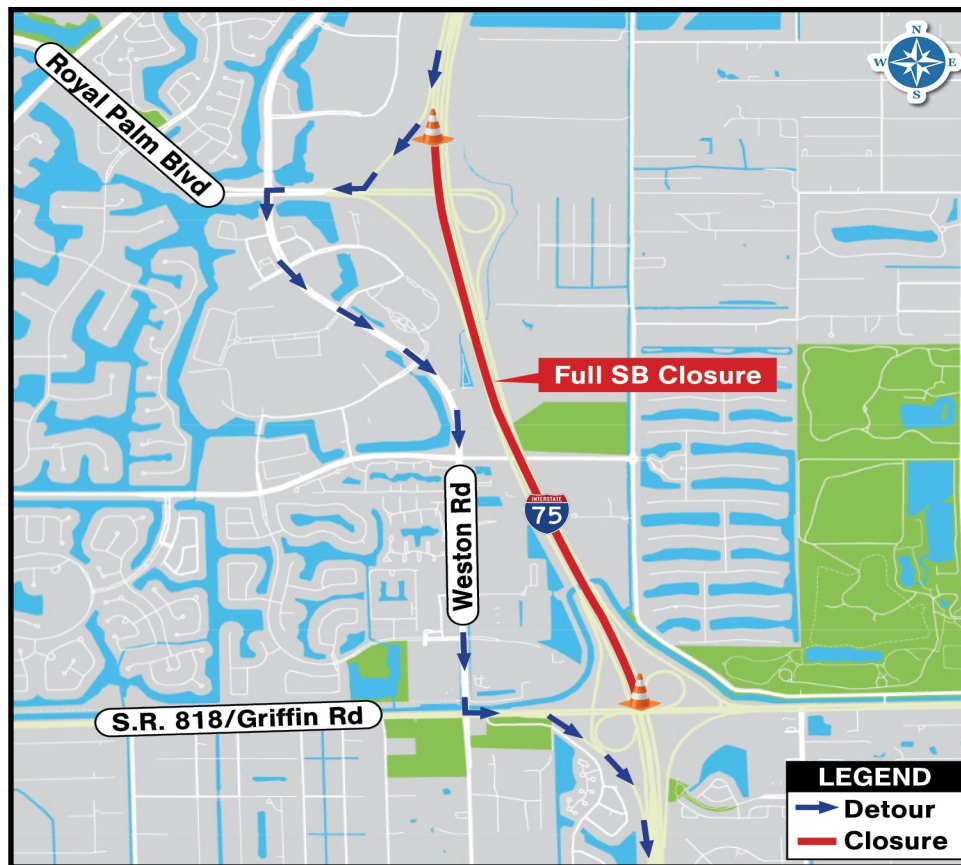 N
W E
S
Royal Palm Blvd
Full SB Closure
INTERSTATE
75
Weston Rd
S.R. 818/Griffin Rd
LEGEND
Detour
Closure